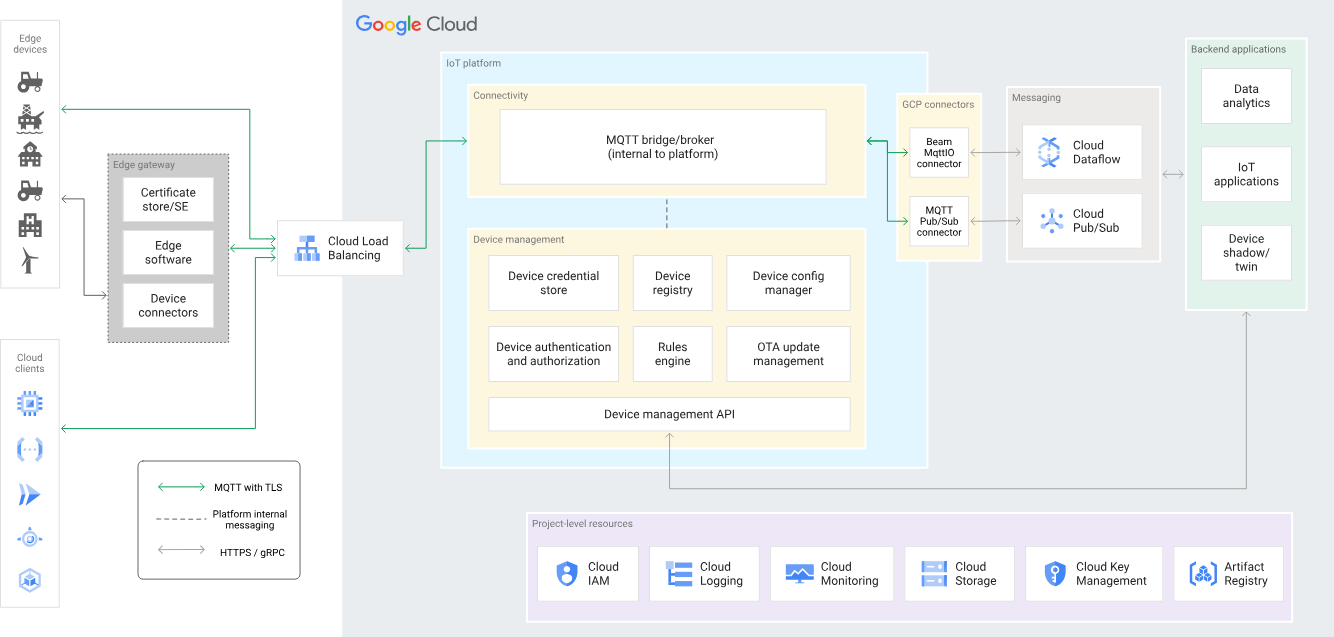 Google Cloud
Edge
devices
Edge gateway
Certificate
store/SE
Edge
software
Device
connectors
Cloud
clients
Cloud Load
Balancing
MQTT with TLS
Platform internal
messaging
HTTPS / gRPC
IoT platform
Connectivity
MQTT bridge/broker
(internal to platform)
Device management
Device credential
store
Device
registry
Device config
manager
Device authentication
and authorization
Rules
engine
OTA update
management
Device management API
GCP connectors
Beam
MqttIO
connector
MQTT
Pub/Sub
connector
Messaging
Cloud
Dataflow
Cloud
Pub/Sub
Backend applications
Data
analytics
IoT
applications
Device
shadow/
twin
Project-level resources
Cloud
IAM
Cloud
Logging
Cloud
Monitoring
Cloud
Storage
Cloud Key
Management
Artifact
Registry